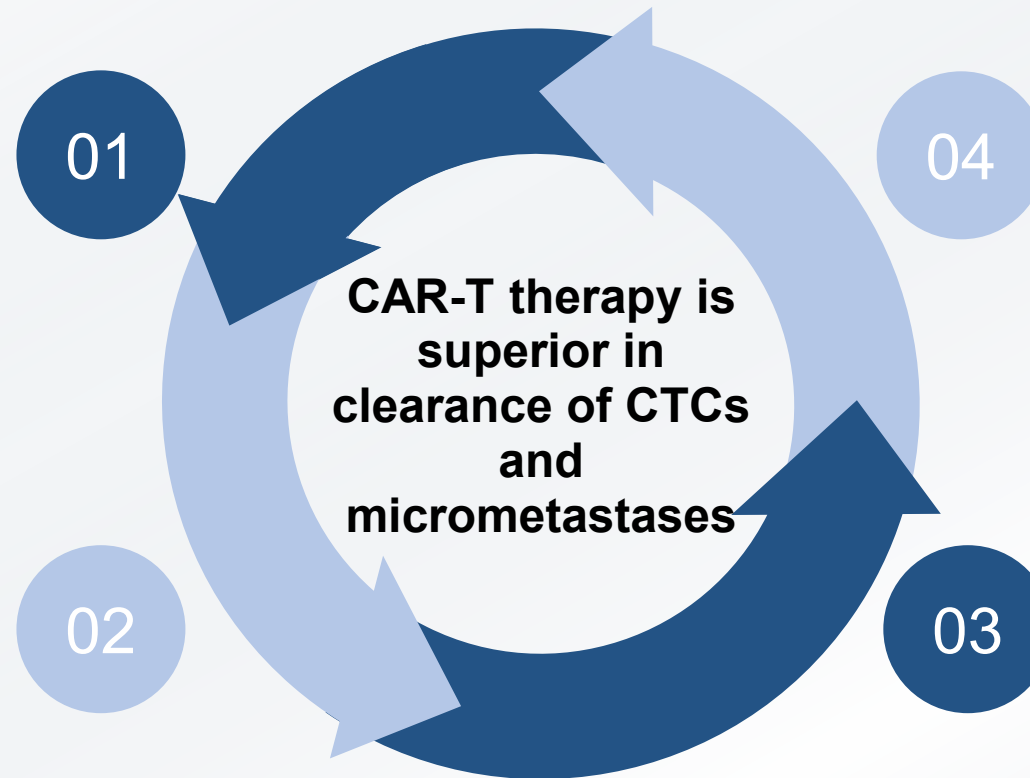 01
04
CAR-T therapy is
superior in
clearance of CTCs
and
micrometastases
02
03